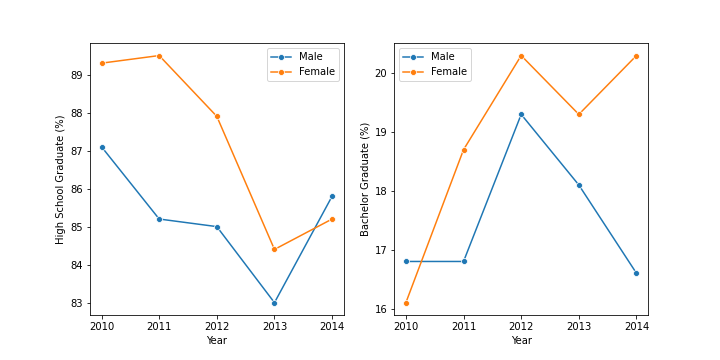 Male
Female
High School Graduate (%)
89
88
87
86
85
84
83
2010 2011 2012 2013 2014
Year
Male
Female
Bachelor Graduate (%)
20
19
18
17
16
2010 2011 2012 2013 2014
Year